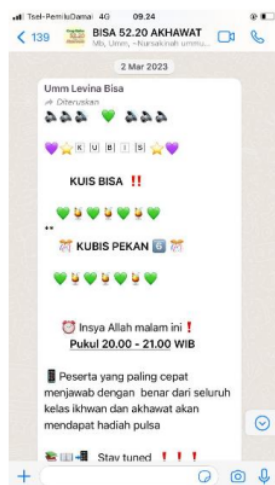 Tsel-PemiluDamai 4G 09.24
139
BISA 52.20 AKHAWAT
Mb, Umm, ~Narsakinah ummu...
2 Mar 2023
Umm Levina Bisa
Diteruskan
K U B I S
KUIS BISA ‼️
**
KUBIS PEKAN 6
Insya Allah malam ini ❗
Pukul 20.00 - 21.00 WIB
Peserta yang paling cepat
menjawab dengan benar dari seluruh
kelas ikhwan dan akhawat akan
mendapat hadiah pulsa
Stay tuned ❗❗❗